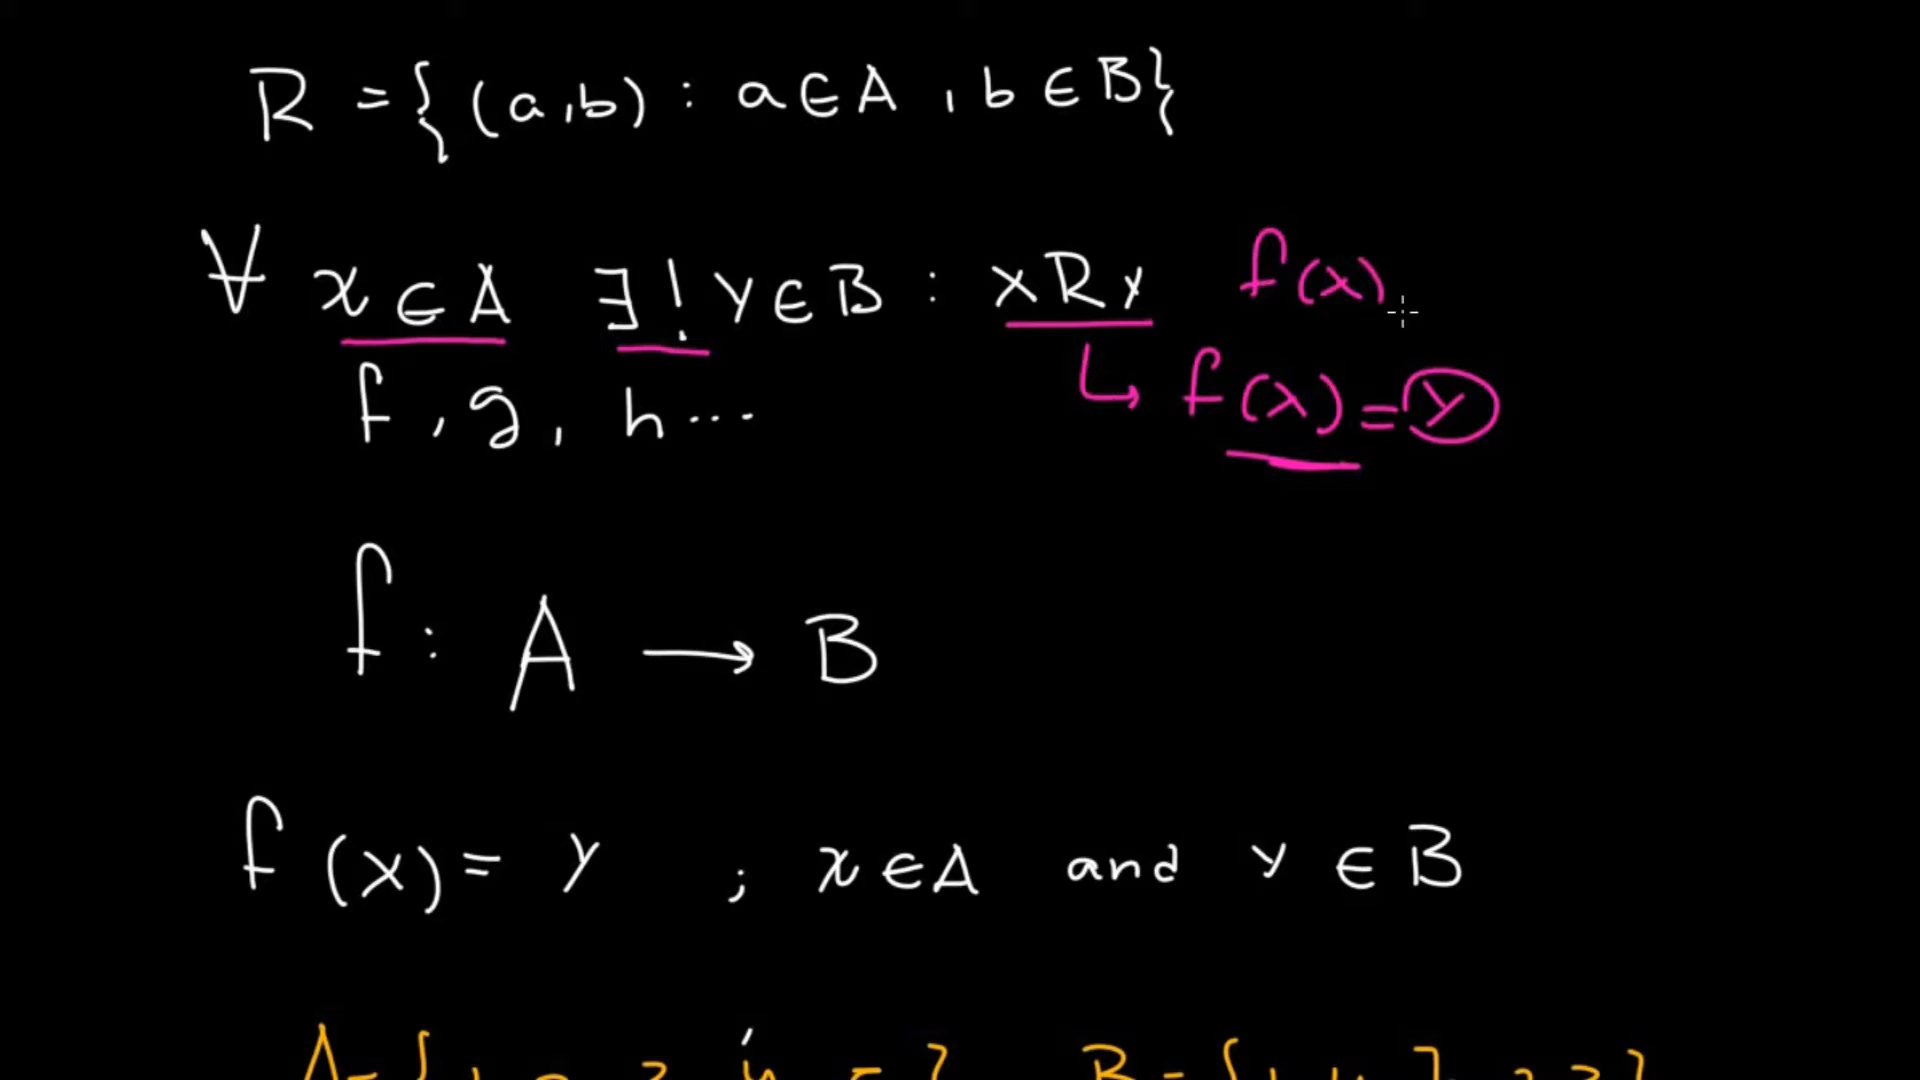 R = {(a,b) : a∈A , b∈B}
∀ x∈A ∃! y∈B : xRy f(x)
f, g, h... ↳ f(x) = y
f : A → B
f(x) = y ; x∈A and y∈B
A = { B = {